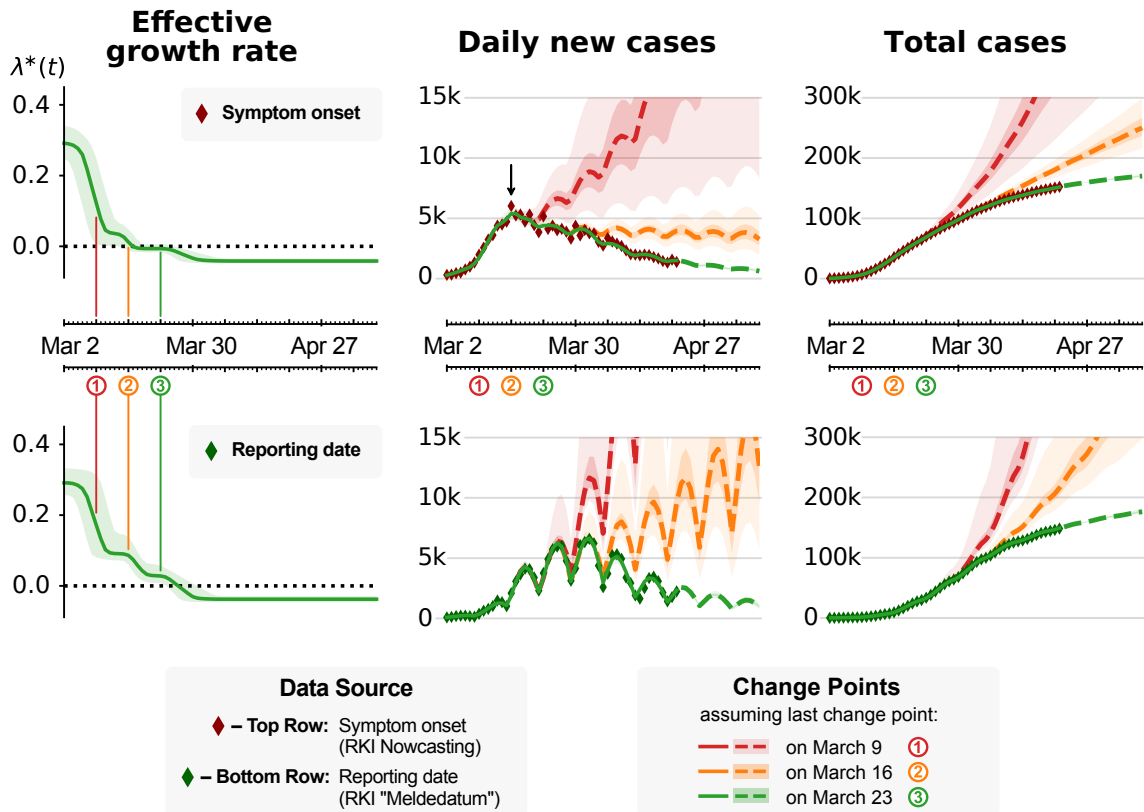 Effective
growth rate
Daily new cases
Total cases
λ*(t)
0.4
0.2
0.0
Symptom onset
15k
10k
5k
0
300k
200k
100k
0
Mar 2 Mar 30 Apr 27
Mar 2 Mar 30 Apr 27
Mar 2 Mar 30 Apr 27
1 2 3
1 2 3
1 2 3
0.4
0.2
0.0
Reporting date
15k
10k
5k
0
300k
200k
100k
0
Data Source
– Top Row: Symptom onset
(RKI Nowcasting)
– Bottom Row: Reporting date
(RKI "Meldedatum")
Change Points
assuming last change point:
on March 9 1
on March 16 2
on March 23 3